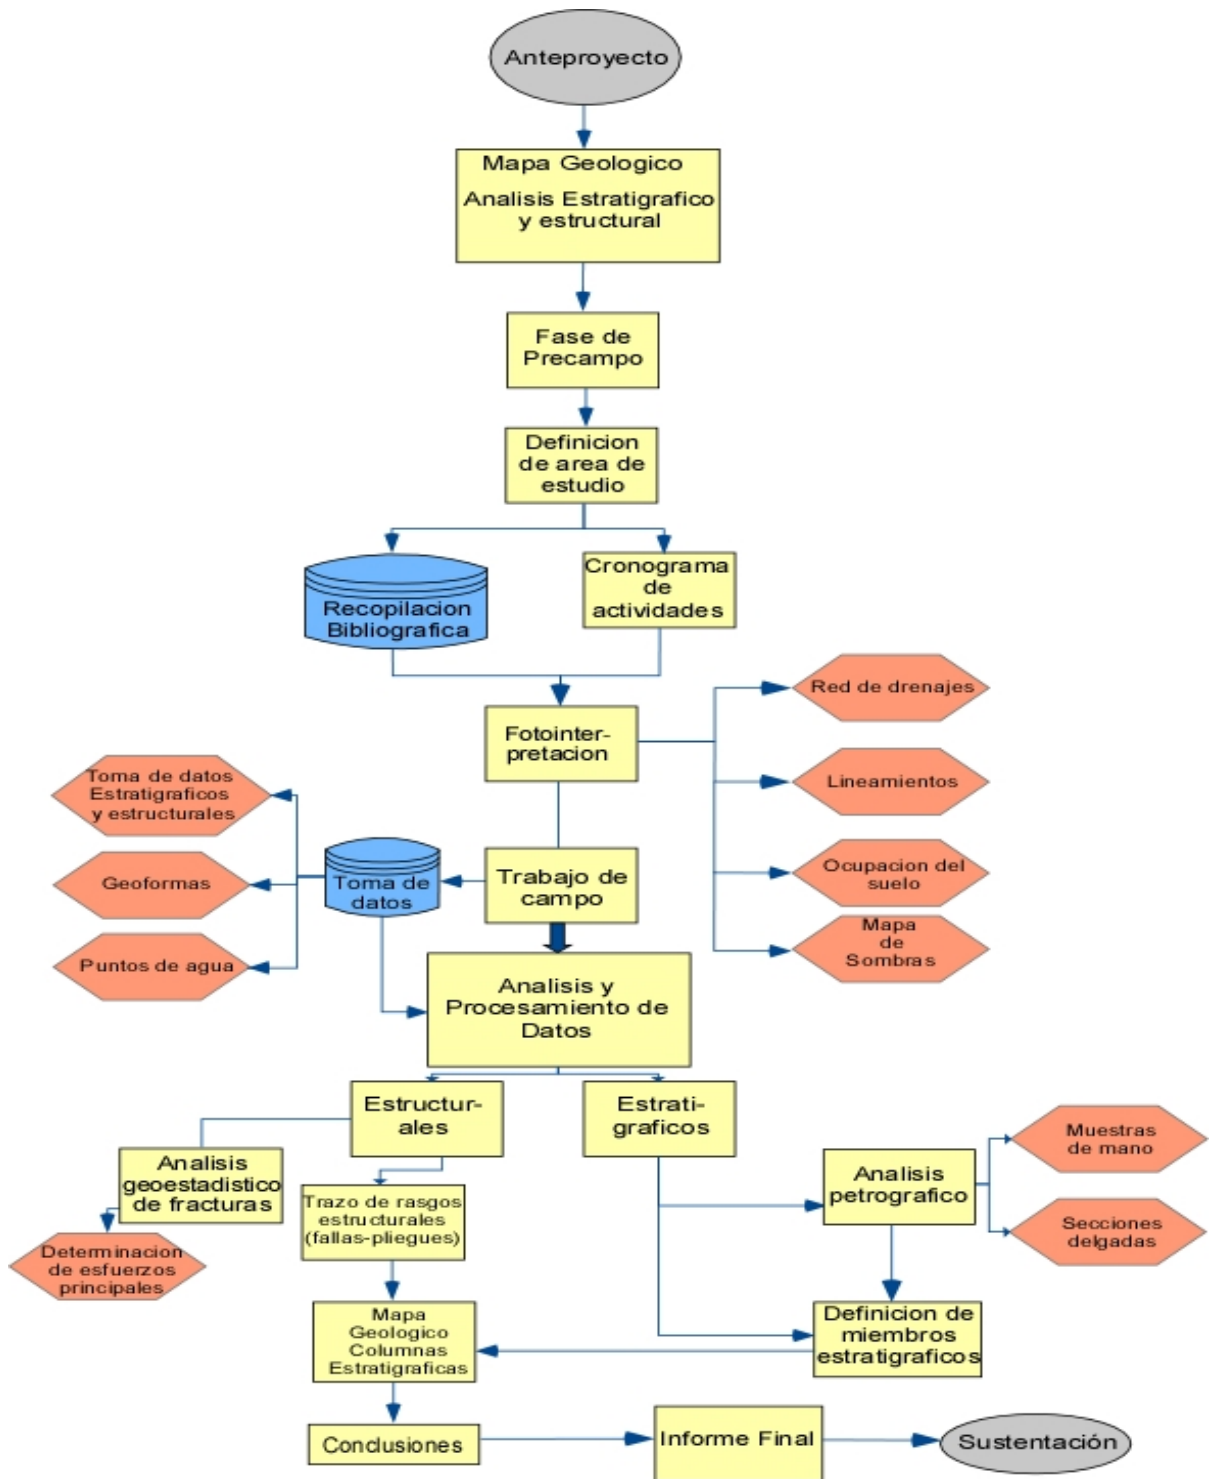 Anteproyecto
Mapa Geologico
Analisis Estratigrafico
y estructural
Fase de
Precampo
Definicion
de area de
estudio
Recopilacion
Bibliografica
Cronograma
de
actividades
Fotointer-
pretacion
Red de drenajes
Lineamientos
Ocupacion del
suelo
Mapa
de
Sombras
Toma de datos
Estratigraficos
y estructurales
Geoformas
Puntos de agua
Toma de
datos
Trabajo de
campo
Analisis y
Procesamiento de
Datos
Estructur-
ales
Estrati-
graficos
Analisis
geoestadistico
de fracturas
Determinacion
de esfuerzos
principales
Trazo de rasgos
estructurales
(fallas-pliegues)
Analisis
petrografico
Muestras
de mano
Secciones
delgadas
Definicion de
miembros
estratigraficos
Mapa
Geologico
Columnas
Estratigraficas
Conclusiones
Informe Final
Sustentación